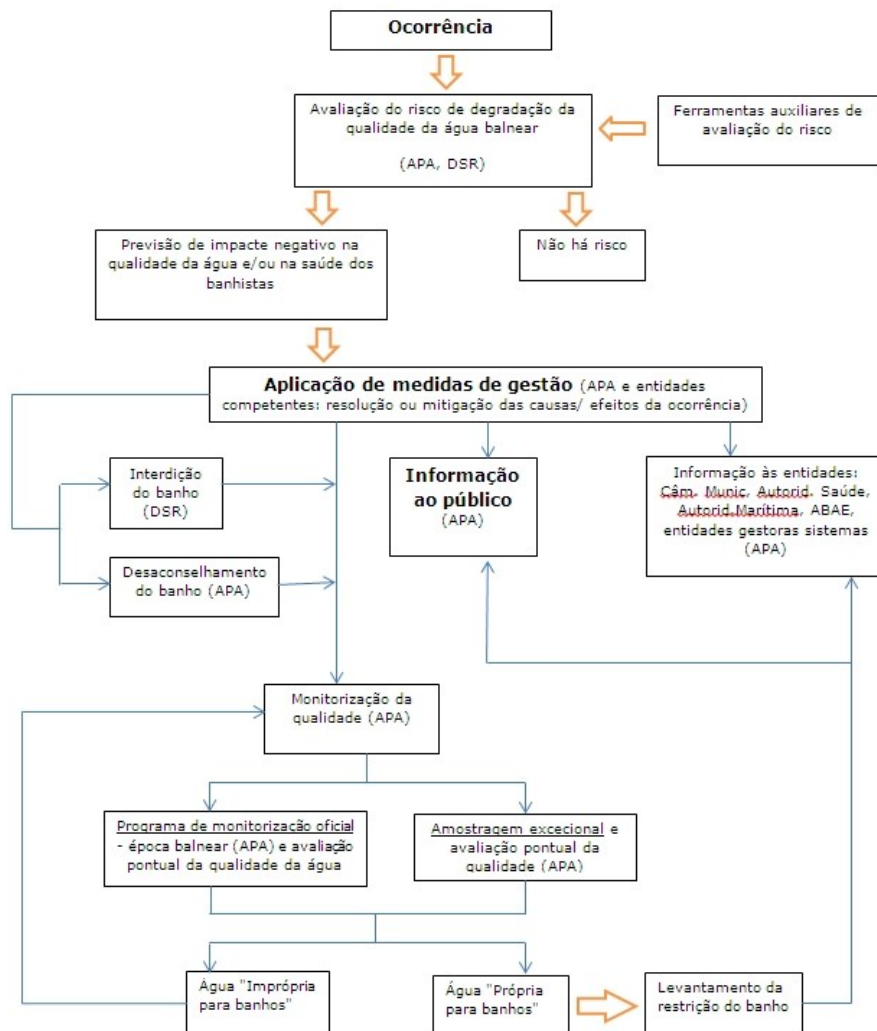 Ocorrência
Avaliação do risco de degradação da
qualidade da água balnear
(APA, DSR)
Ferramentas auxiliares de
avaliação do risco
Previsão de impacte negativo na
qualidade da água e/ou na saúde dos
banhistas
Não há risco
Aplicação de medidas de gestão (APA e entidades
competentes: resolução ou mitigação das causas/ efeitos da ocorrência)
Interdição
do banho
(DSR)
Informação
ao público
(APA)
Informação às entidades:
Câm. Munic, Autorid. Saúde,
Autorid.Marítima, ABAE,
entidades gestoras sistemas
(APA)
Desaconselhamento
do banho (APA)
Monitorização da
qualidade (APA)
Programa de monitorização oficial
- época balnear (APA) e avaliação
pontual da qualidade da água
Amostragem excecional e
avaliação pontual da
qualidade (APA)
Água "Imprópria
para banhos"
Água "Própria
para banhos"
Levantamento da
restrição do banho